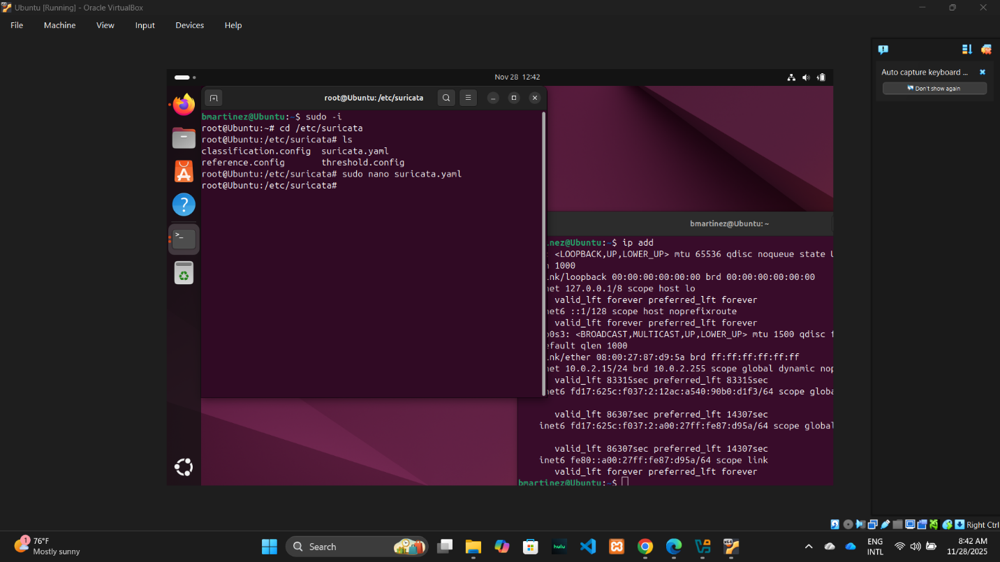 Ubuntu [Running] - Oracle VirtualBox
File Machine View Input Devices Help
Auto capture keyboard ...
Don't show again
Nov 28 12:42
root@Ubuntu: /etc/suricata
bmartinez@Ubuntu:~$ sudo -i
root@Ubuntu:~# cd /etc/suricata
root@Ubuntu:/etc/suricata# ls
classification.config suricata.yaml
reference.config threshold.config
root@Ubuntu:/etc/suricata# sudo nano suricata.yaml
root@Ubuntu:/etc/suricata#
bmartinez@Ubuntu: ~
inez@Ubuntu:~$ ip add
: <LOOPBACK,UP,LOWER_UP> mtu 65536 qdisc noqueue state U
n 1000
ink/loopback 00:00:00:00:00:00 brd 00:00:00:00:00:00
net 127.0.0.1/8 scope host lo
valid_lft forever preferred_lft forever
net6 ::1/128 scope host noprefixroute
valid_lft forever preferred_lft forever
p0s3: <BROADCAST,MULTICAST,UP,LOWER_UP> mtu 1500 qdisc f
efault qlen 1000
ink/ether 08:00:27:87:d9:5a brd ff:ff:ff:ff:ff:ff
net 10.0.2.15/24 brd 10.0.2.255 scope global dynamic nop
valid_lft 83315sec preferred_lft 83315sec
net6 fd17:625c:f037:2:12ac:a540:90b0:d1f3/64 scope globa
valid_lft 86307sec preferred_lft 14307sec
inet6 fd17:625c:f037:2:a00:27ff:fe87:d95a/64 scope global
valid_lft 86307sec preferred_lft 14307sec
inet6 fe80::a00:27ff:fe87:d95a/64 scope link
valid_lft forever preferred_lft forever
bmartinez@Ubuntu:~$
Right Ctrl
1
76°F
Mostly sunny
Search
hulu
ENG
INTL
8:42 AM
11/28/2025